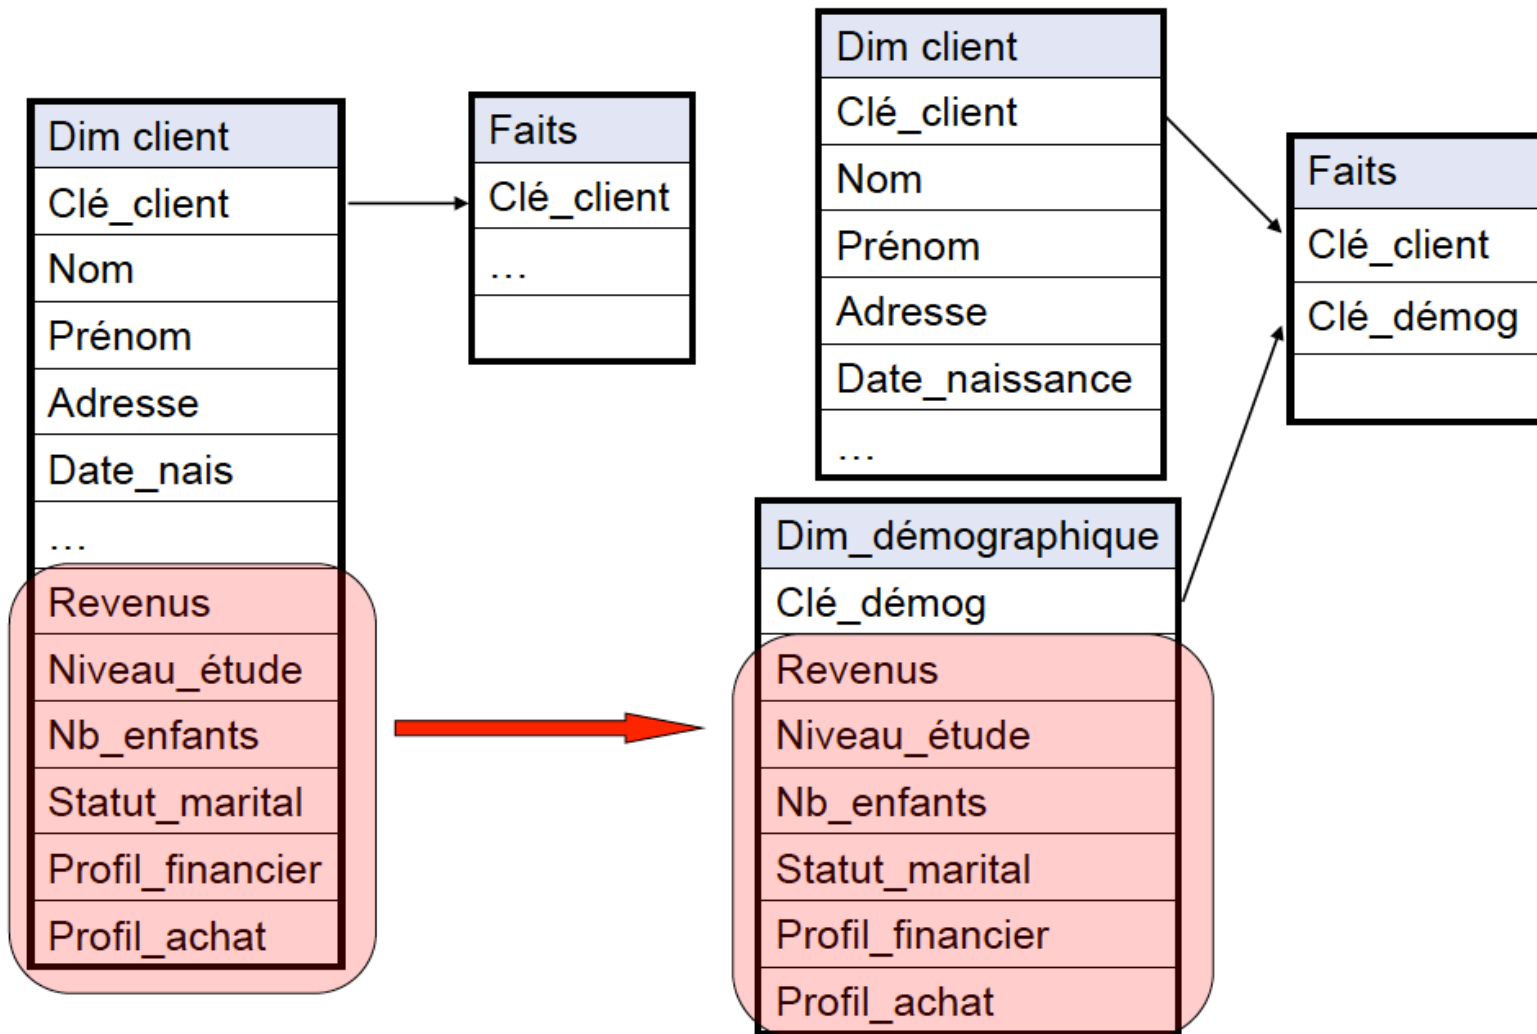 Dim client
Clé_client
Nom
Prénom
Adresse
Date_nais
...
Revenus
Niveau_étude
Nb_enfants
Statut_marital
Profil_financier
Profil_achat
Faits
Clé_client
...
Dim client
Clé_client
Nom
Prénom
Adresse
Date_naissance
...
Dim_démographique
Clé_démog
Revenus
Niveau_étude
Nb_enfants
Statut_marital
Profil_financier
Profil_achat
Faits
Clé_client
Clé_démog